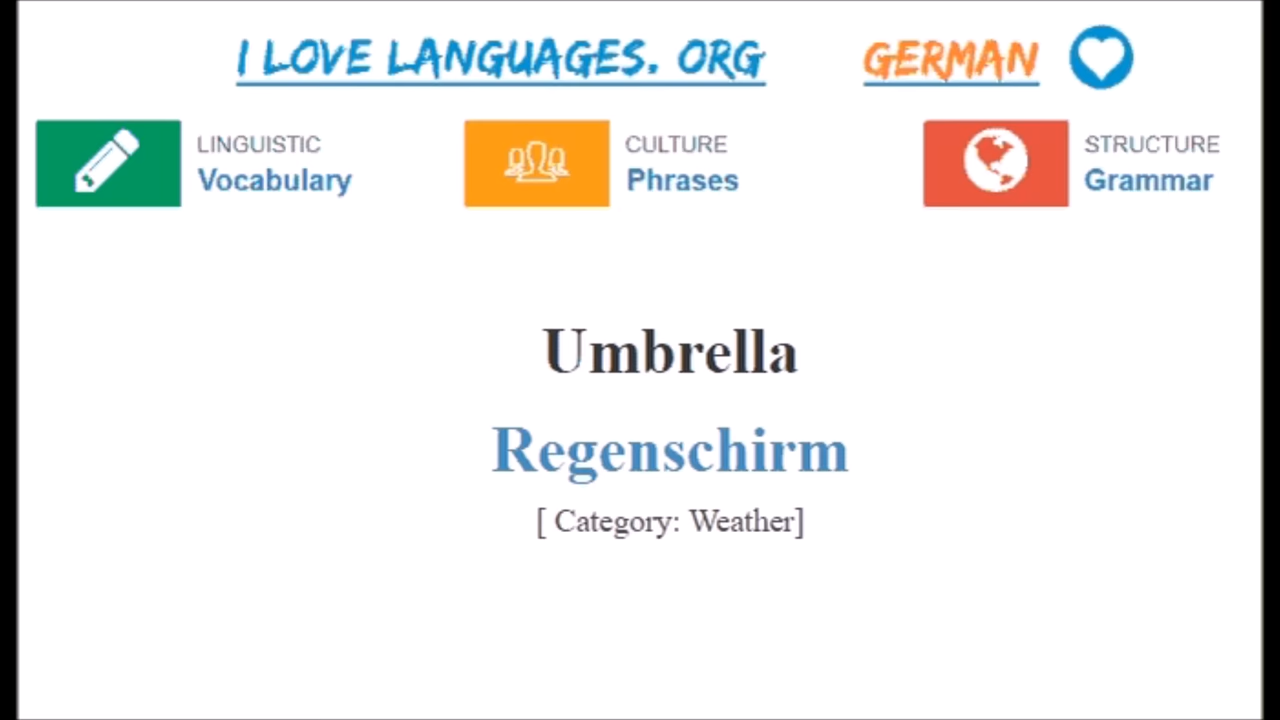 I LOVE LANGUAGES. ORG GERMAN
LINGUISTIC
Vocabulary
CULTURE
Phrases
STRUCTURE
Grammar
Umbrella
Regenschirm
[ Category: Weather]